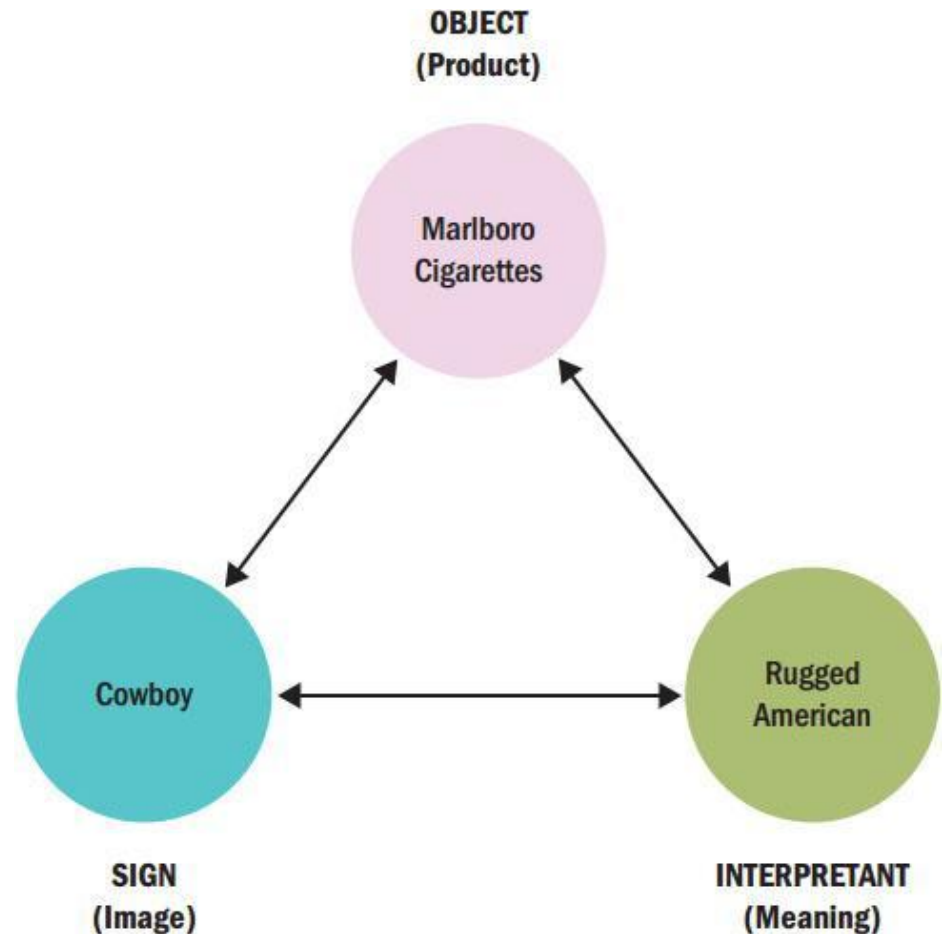 OBJECT
(Product)
Marlboro
Cigarettes
Cowboy
Rugged
American
SIGN
(Image)
INTERPRETANT
(Meaning)